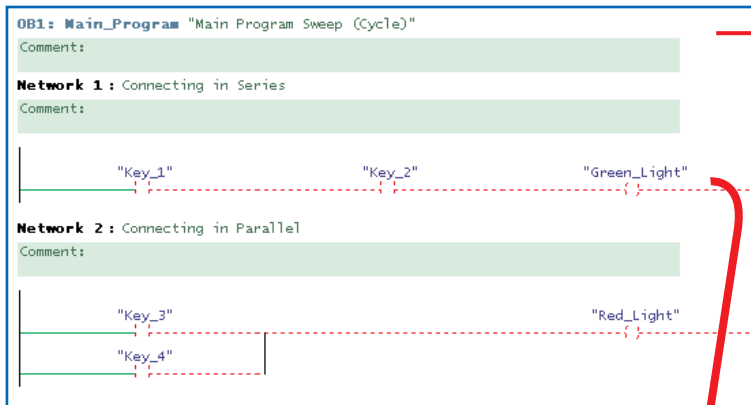 OB1: Main_Program "Main Program Sweep (Cycle)"
Comment:
Network 1 : Connecting in Series
Comment:
"Key_1" "Key_2" "Green_Light"
Network 2 : Connecting in Parallel
Comment:
"Key_3" "Red_Light"
"Key_4"